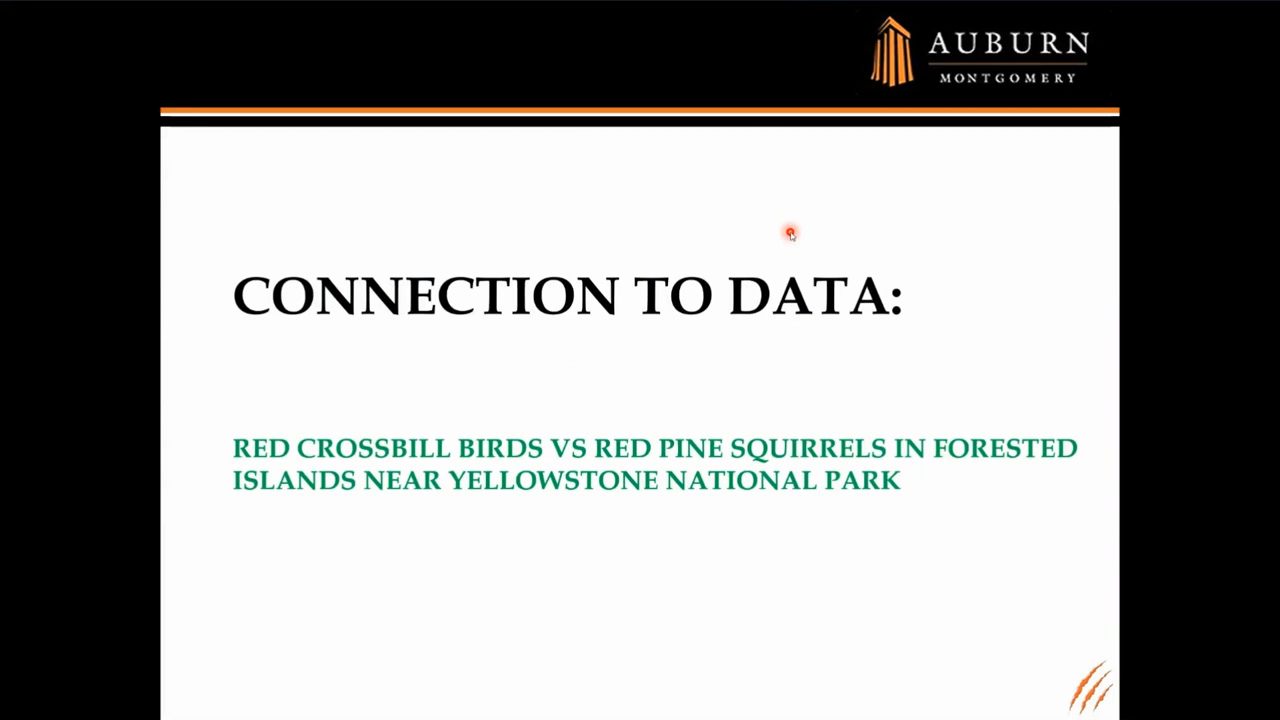 AUBURN
MONTGOMERY
CONNECTION TO DATA:
RED CROSSBILL BIRDS VS RED PINE SQUIRRELS IN FORESTED
ISLANDS NEAR YELLOWSTONE NATIONAL PARK